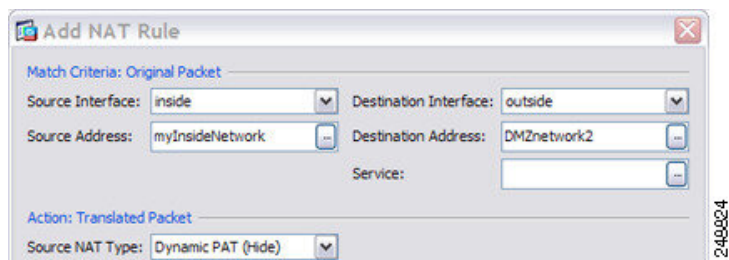 Add NAT Rule
Match Criteria: Original Packet
Source Interface: inside Destination Interface: outside
Source Address: myInsideNetwork ... Destination Address: DMZnetwork2 ...
Service: ...
Action: Translated Packet
Source NAT Type: Dynamic PAT (Hide)
248824